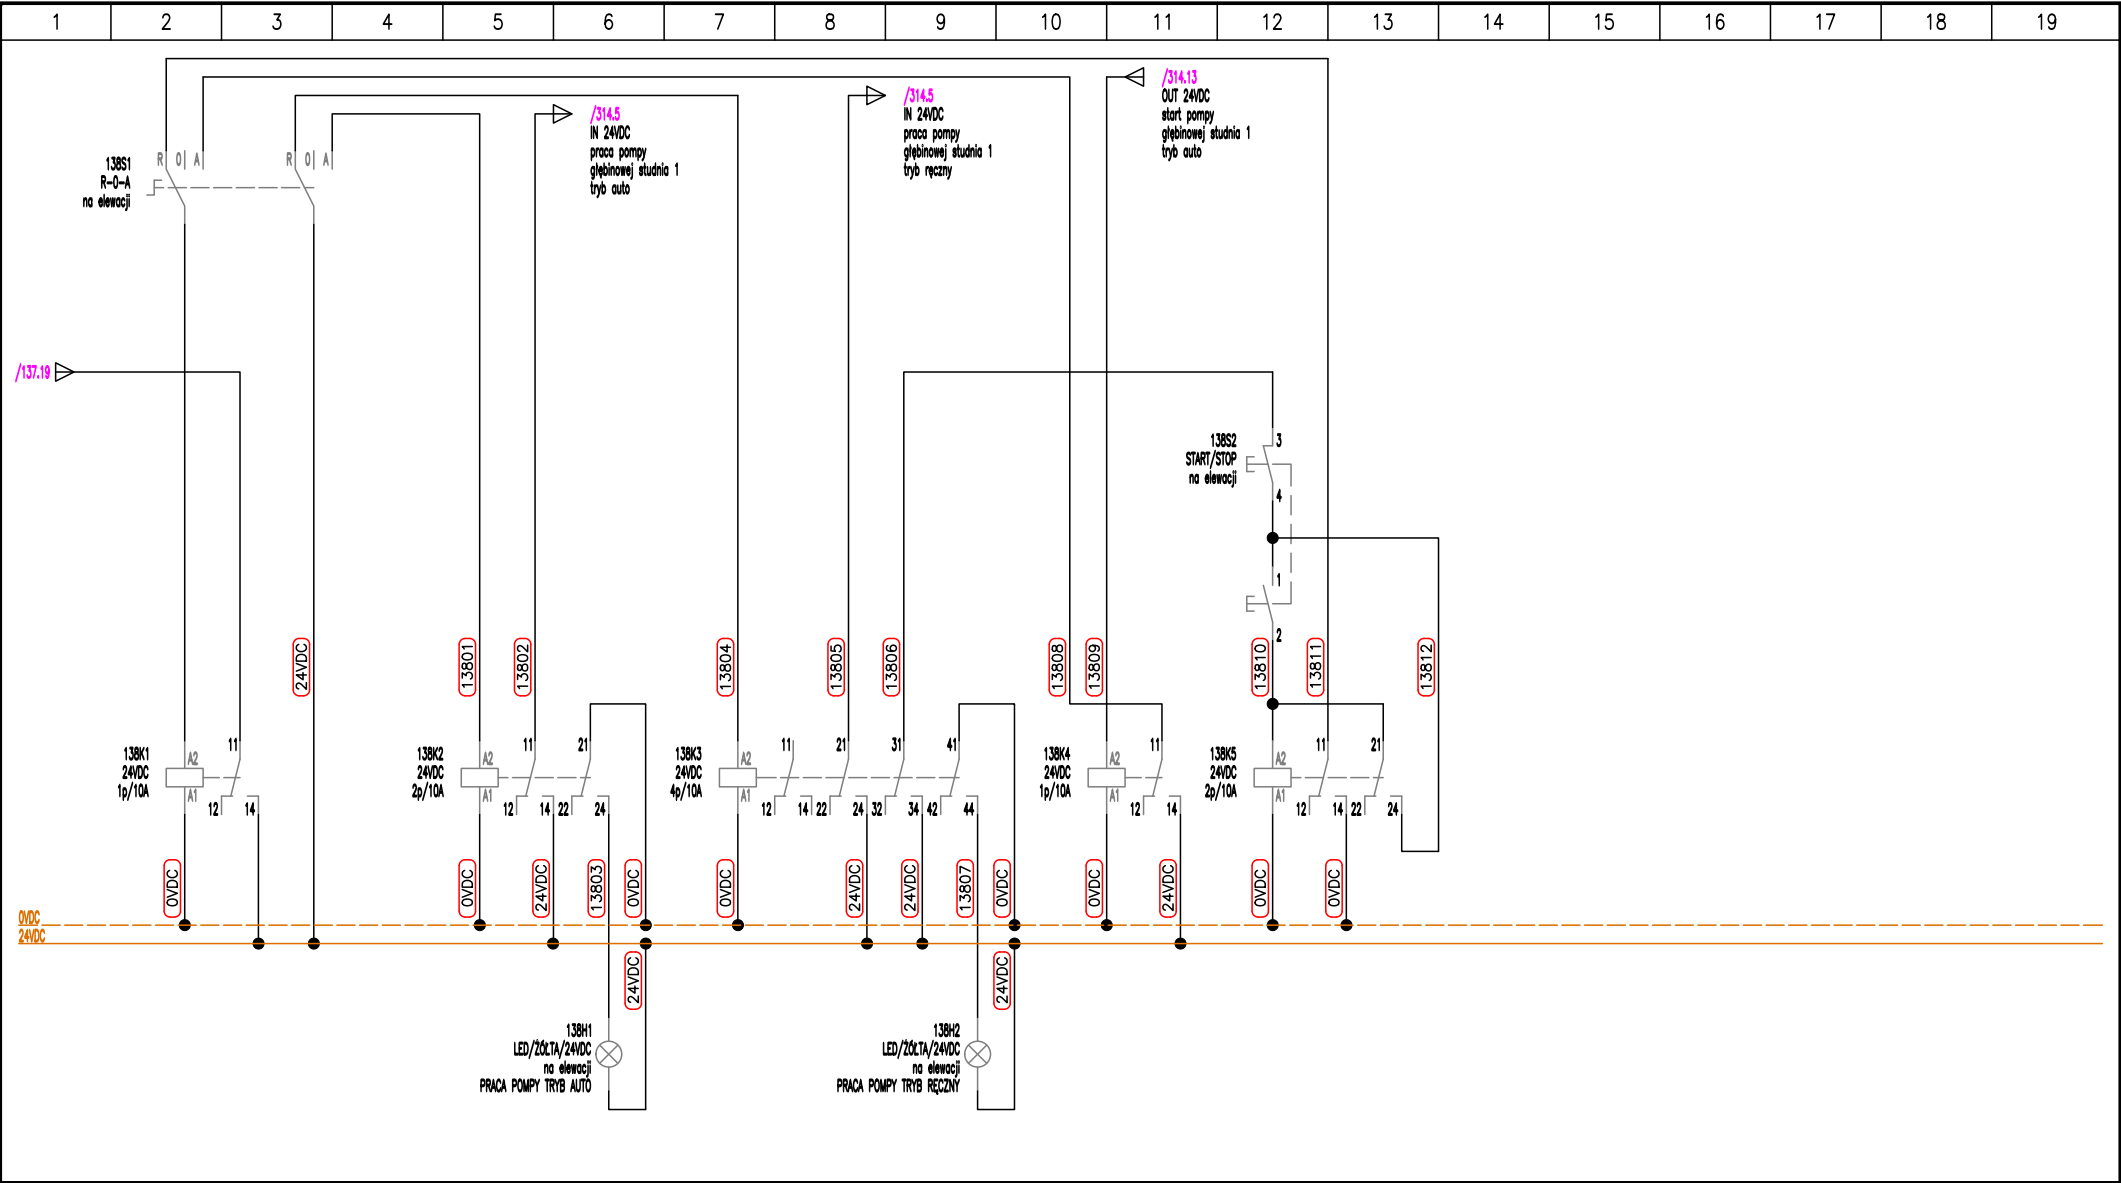 1 2 3 4 5 6 7 8 9 10 11 12 13 14 15 16 17 18 19
138S1
R-0-A
na elewacji
R 0 A
R 0 A
/314.5
IN 24VDC
praca pompy
głębinowej studnia 1
tryb auto
/314.5
IN 24VDC
praca pompy
głębinowej studnia 1
tryb ręczny
/314.13
OUT 24VDC
start pompy
głębinowej studnia 1
tryb auto
/137.19
138S2
START/STOP
na elewacji
3
4
1
2
24VDC
13801
13802
13804
13805
13806
13808
13809
13810
13811
13812
138K1
24VDC
1p/10A
A2
A1
11
12 14
138K2
24VDC
2p/10A
A2
A1
11 21
12 14 22 24
138K3
24VDC
4p/10A
A2
A1
11 21 31 41
12 14 22 24 32 34 42 44
138K4
24VDC
1p/10A
A2
A1
11
12 14
138K5
24VDC
2p/10A
A2
A1
11 21
12 14 22 24
0VDC
0VDC
24VDC
13803
0VDC
0VDC
24VDC
24VDC
13807
0VDC
0VDC
24VDC
0VDC
0VDC
0VDC
24VDC
24VDC
24VDC
138H1
LED/ŻÓŁTA/24VDC
na elewacji
PRACA POMPY TRYB AUTO
138H2
LED/ŻÓŁTA/24VDC
na elewacji
PRACA POMPY TRYB RĘCZNY